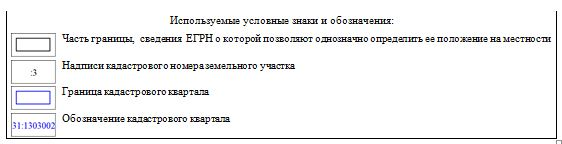 Используемые условные знаки и обозначения:
Часть границы, сведения ЕГРН о которой позволяют однозначно определить ее положение на местности
:3 Надписи кадастрового номера земельного участка
Граница кадастрового квартала
31:1303002 Обозначение кадастрового квартала